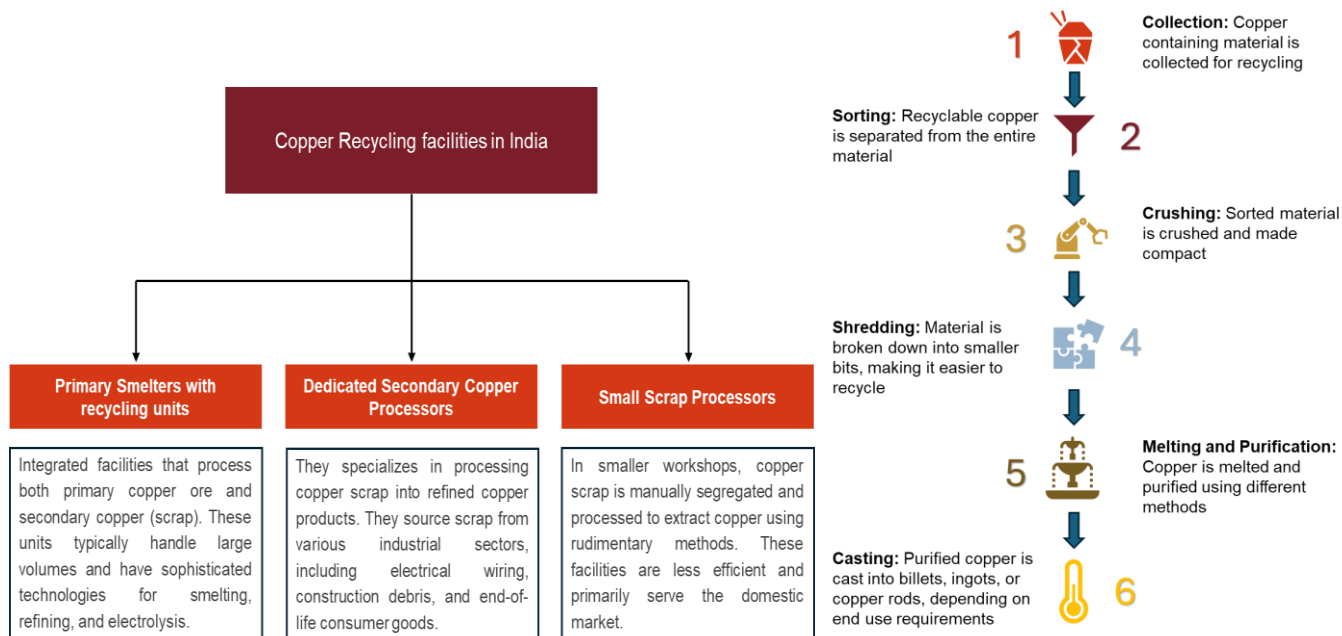 Copper Recycling facilities in India
Primary Smelters with
recycling units
Integrated facilities that process
both primary copper ore and
secondary copper (scrap). These
units typically handle large
volumes and have sophisticated
technologies for smelting,
refining, and electrolysis.
Dedicated Secondary Copper
Processors
They specializes in processing
copper scrap into refined copper
products. They source scrap from
various industrial sectors,
including electrical wiring,
construction debris, and end-of-
life consumer goods.
Small Scrap Processors
In smaller workshops, copper
scrap is manually segregated and
processed to extract copper using
rudimentary methods. These
facilities are less efficient and
primarily serve the domestic
market.
1
Collection: Copper
containing material is
collected for recycling
Sorting: Recyclable copper
is separated from the entire
material
2
3
Crushing: Sorted material
is crushed and made
compact
Shredding: Material is
broken down into smaller
bits, making it easier to
recycle
4
5
Melting and Purification:
Copper is melted and
purified using different
methods
Casting: Purified copper is
cast into billets, ingots, or
copper rods, depending on
end use requirements
6